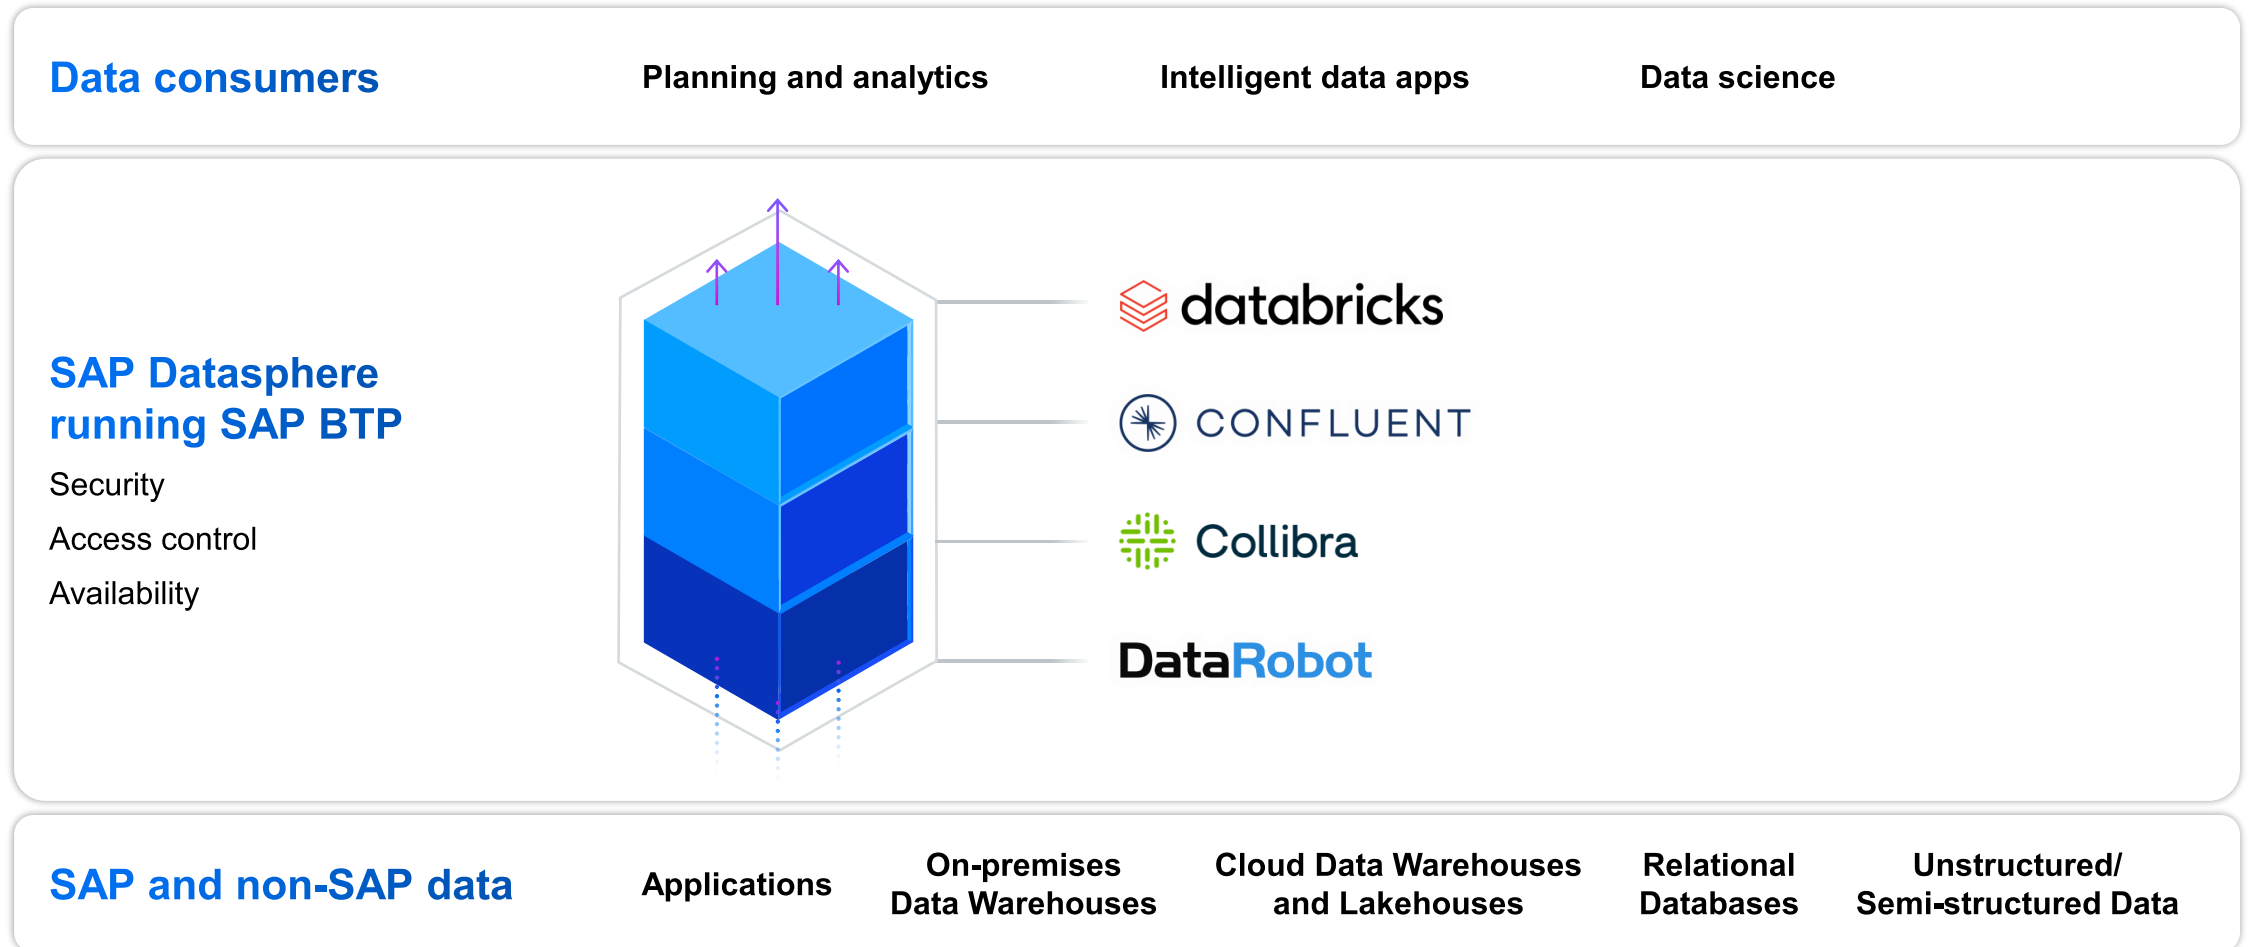 Data consumers
Planning and analytics
Intelligent data apps
Data science
SAP Datasphere
running SAP BTP
Security
Access control
Availability
databricks
CONFLUENT
Collibra
DataRobot
SAP and non-SAP data
Applications
On-premises
Data Warehouses
Cloud Data Warehouses
and Lakehouses
Relational
Databases
Unstructured/
Semi-structured Data